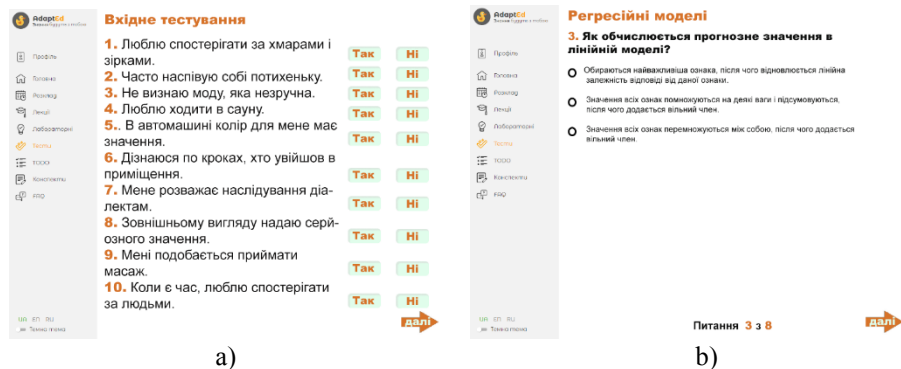 AdaptEd
Вхідне тестування
Профіль
Головна
Розклад
Лекції
Лабораторні
Тести
TODO
Конспекти
FAQ
UA EN RU
Темна тема
1. Люблю спостерігати за хмарами і
зірками. Так Ні
2. Часто наспівую собі потихеньку. Так Ні
3. Не визнаю моду, яка незручна. Так Ні
4. Люблю ходити в сауну. Так Ні
5.. В автомашині колір для мене має
значення. Так Ні
6. Дізнаюся по кроках, хто увійшов в
приміщення. Так Ні
7. Мене розважає наслідування діа-
лектам. Так Ні
8. Зовнішньому вигляду надаю серй-
озного значення. Так Ні
9. Мені подобається приймати
масаж. Так Ні
10. Коли є час, люблю спостерігати
за людьми. Так Ні
далі
a)
AdaptEd
Регресійні моделі
Профіль
Головна
Розклад
Лекції
Лабораторні
Тести
TODO
Конспекти
FAQ
UA EN RU
Темна тема
3. Як обчислюється прогнозне значення в
лінійній моделі?
Обираються найважливіша ознака, після чого відновлюється лінійна
залежність відповіді від даної ознаки.
Значення всіх ознак помножуються на деякі ваги і підсумовуються,
після чого додається вільний член.
Значення всіх ознак перемножуються між собою, після чого додається
вільний член.
Питання 3 з 8
далі
b)